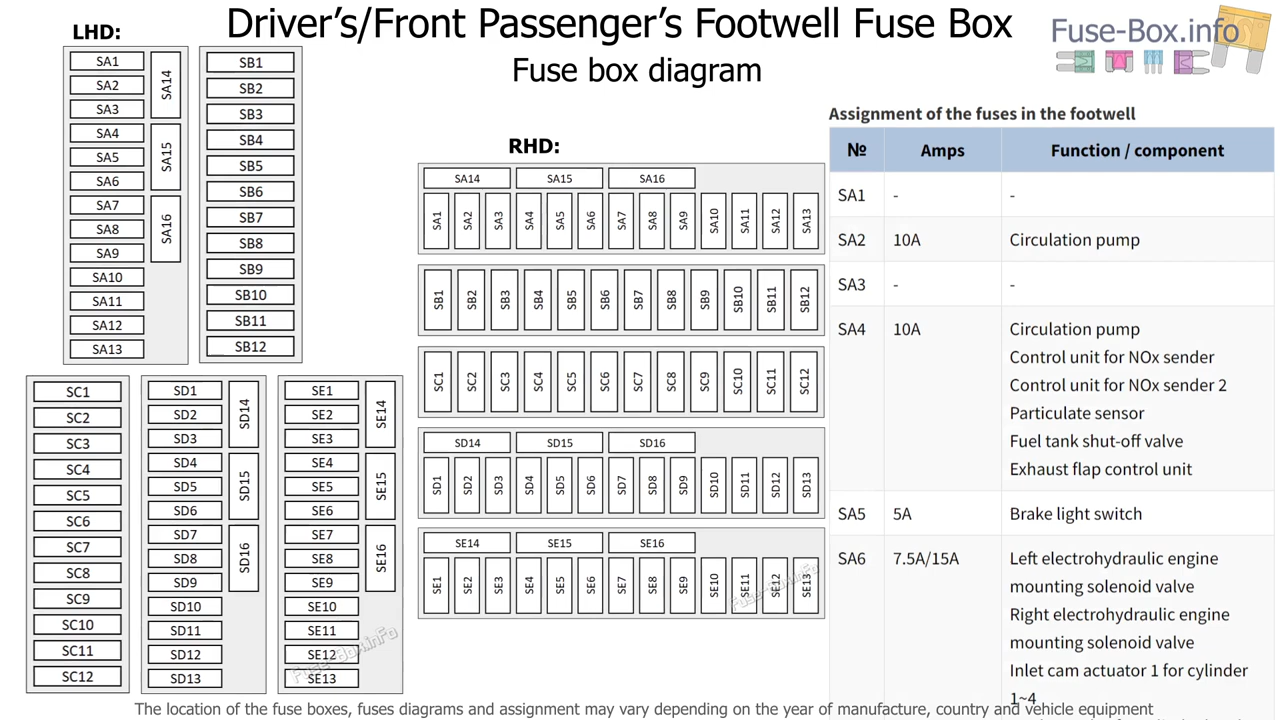 Driver’s/Front Passenger’s Footwell Fuse Box
Fuse box diagram
Fuse-Box.info
LHD:
SA1
SA2
SA3
SA4
SA5
SA6
SA7
SA8
SA9
SA10
SA11
SA12
SA13
SA14
SA15
SA16
SB1
SB2
SB3
SB4
SB5
SB6
SB7
SB8
SB9
SB10
SB11
SB12
SC1
SC2
SC3
SC4
SC5
SC6
SC7
SC8
SC9
SC10
SC11
SC12
SD1
SD2
SD3
SD4
SD5
SD6
SD7
SD8
SD9
SD10
SD11
SD12
SD13
SD14
SD15
SD16
SE1
SE2
SE3
SE4
SE5
SE6
SE7
SE8
SE9
SE10
SE11
SE12
SE13
SE14
SE15
SE16
Fuse-Box.info
RHD:
SA14 SA15 SA16
SA1 SA2 SA3 SA4 SA5 SA6 SA7 SA8 SA9 SA10 SA11 SA12 SA13
SB1 SB2 SB3 SB4 SB5 SB6 SB7 SB8 SB9 SB10 SB11 SB12
SC1 SC2 SC3 SC4 SC5 SC6 SC7 SC8 SC9 SC10 SC11 SC12
SD14 SD15 SD16
SD1 SD2 SD3 SD4 SD5 SD6 SD7 SD8 SD9 SD10 SD11 SD12 SD13
SE14 SE15 SE16
SE1 SE2 SE3 SE4 SE5 SE6 SE7 SE8 SE9 SE10 SE11 SE12 SE13
Fuse-Box.info
Assignment of the fuses in the footwell
№ Amps Function / component
SA1 - -
SA2 10A Circulation pump
SA3 - -
SA4 10A Circulation pump
Control unit for NOx sender
Control unit for NOx sender 2
Particulate sensor
Fuel tank shut-off valve
Exhaust flap control unit
SA5 5A Brake light switch
SA6 7.5A/15A Left electrohydraulic engine
mounting solenoid valve
Right electrohydraulic engine
mounting solenoid valve
Inlet cam actuator 1 for cylinder
1~4
The location of the fuse boxes, fuses diagrams and assignment may vary depending on the year of manufacture, country and vehicle equipment